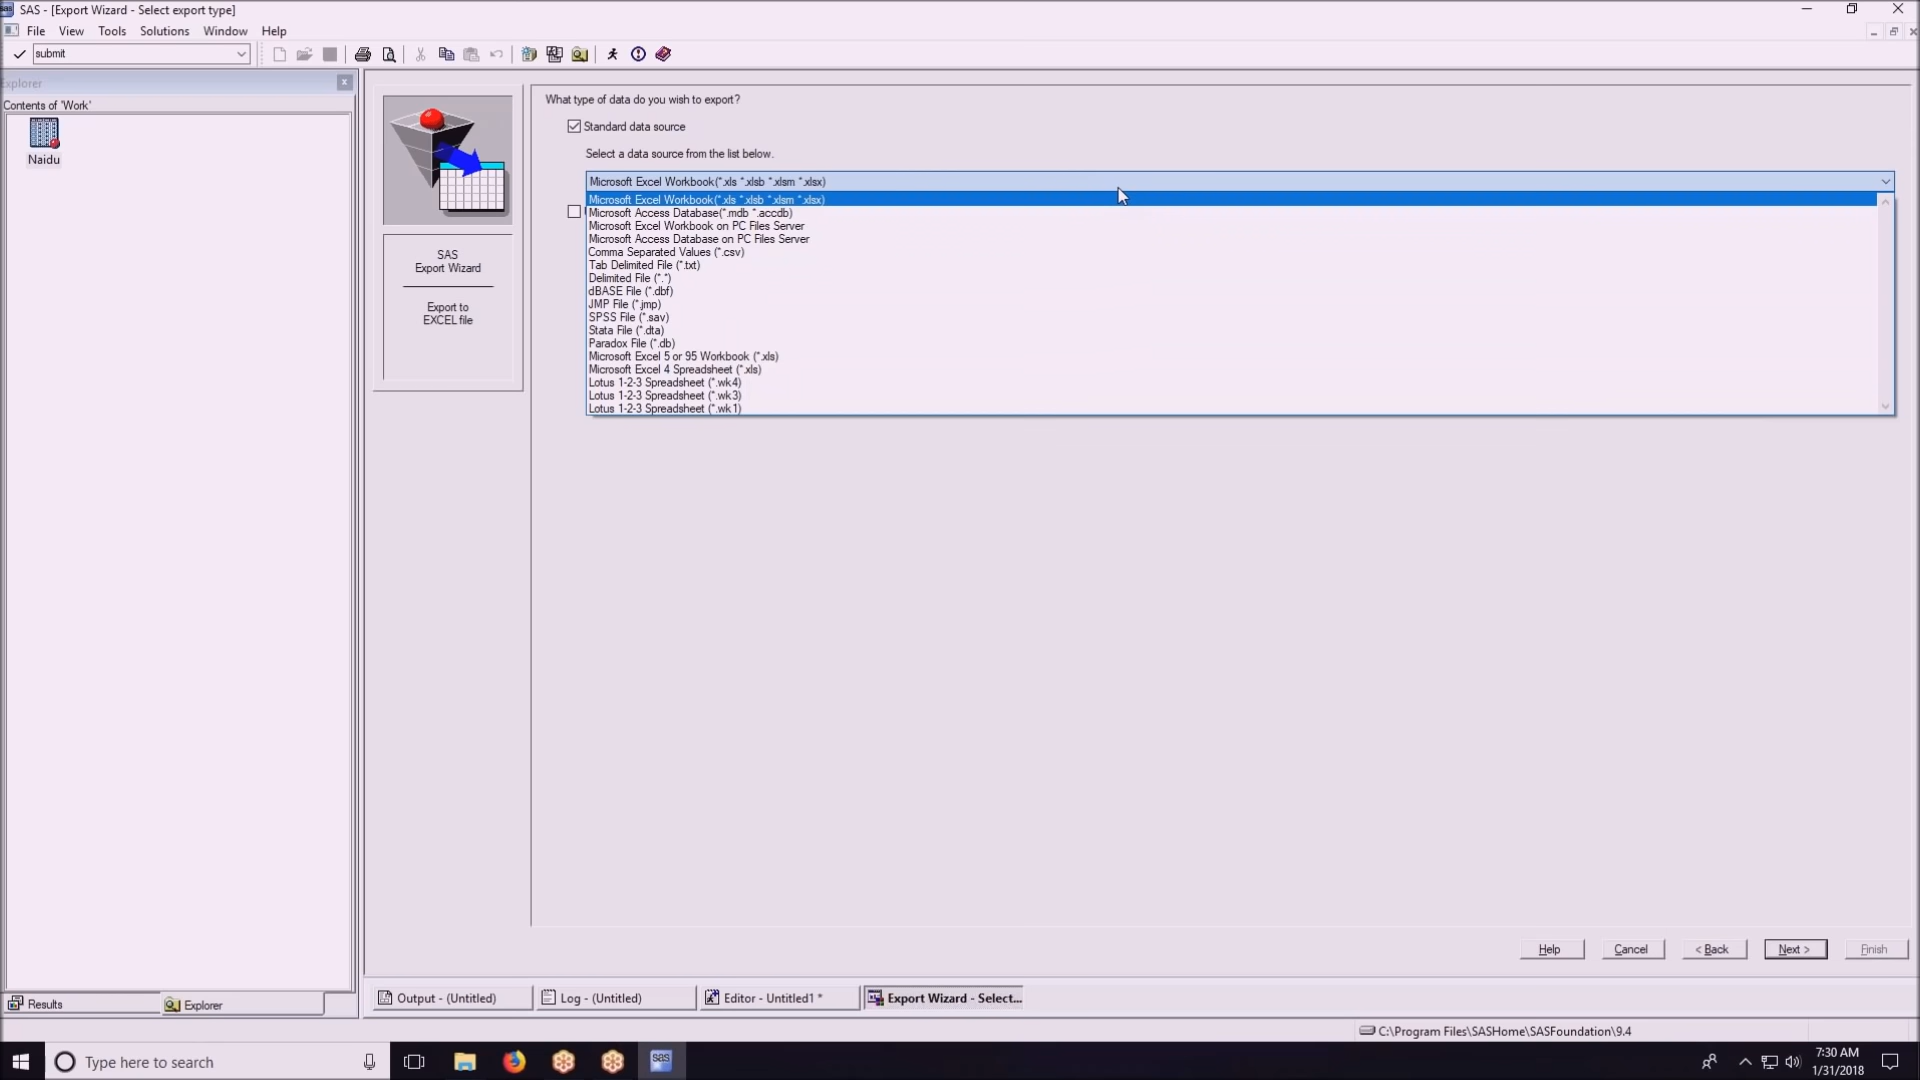 SAS - [Export Wizard - Select export type]
File View Tools Solutions Window Help
submit
Explorer
Contents of 'Work'
Naidu
SAS
Export Wizard
Export to
EXCEL file
What type of data do you wish to export?
Standard data source
Select a data source from the list below.
Microsoft Excel Workbook(*.xls *.xlsb *.xlsm *.xlsx)
Microsoft Excel Workbook(*.xls *.xlsb *.xlsm *.xlsx)
Microsoft Access Database(*.mdb *.accdb)
Microsoft Excel Workbook on PC Files Server
Microsoft Access Database on PC Files Server
Comma Separated Values (*.csv)
Tab Delimited File (*.txt)
Delimited File (*.*)
dBASE File (*.dbf)
JMP File (*.jmp)
SPSS File (*.sav)
Stata File (*.dta)
Paradox File (*.db)
Microsoft Excel 5 or 95 Workbook (*.xls)
Microsoft Excel 4 Spreadsheet (*.xls)
Lotus 1-2-3 Spreadsheet (*.wk4)
Lotus 1-2-3 Spreadsheet (*.wk3)
Lotus 1-2-3 Spreadsheet (*.wk1)
Help Cancel < Back Next > Finish
Results Explorer
Output - (Untitled) Log - (Untitled) Editor - Untitled1 * Export Wizard - Select...
C:\Program Files\SASHome\SASFoundation\9.4
Type here to search
sas
7:30 AM
1/31/2018